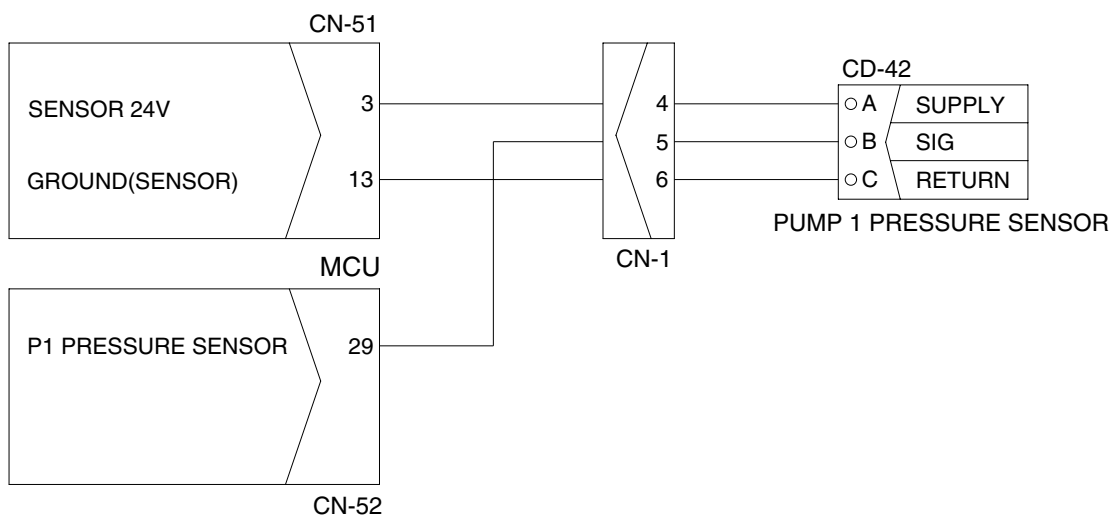 CN-51
SENSOR 24V
3
GROUND(SENSOR)
13
MCU
P1 PRESSURE SENSOR
29
CN-52
4
5
6
CN-1
CD-42
A SUPPLY
B SIG
C RETURN
PUMP 1 PRESSURE SENSOR